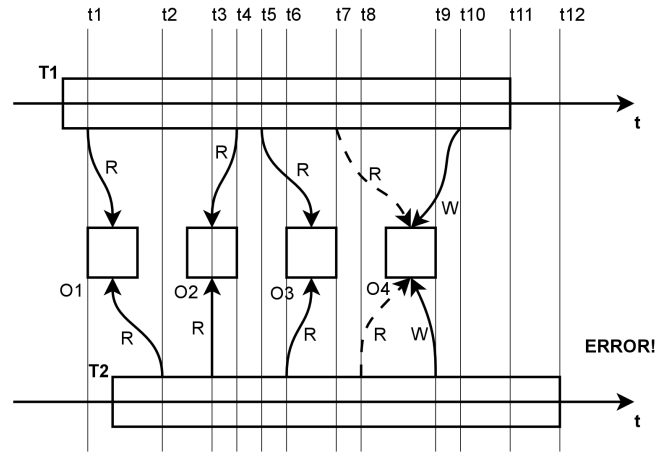 t1 t2 t3 t4 t5 t6 t7 t8 t9 t10 t11 t12
T1
t
R R R R W
O1 O2 O3 O4
R R R R W
ERROR!
T2
t